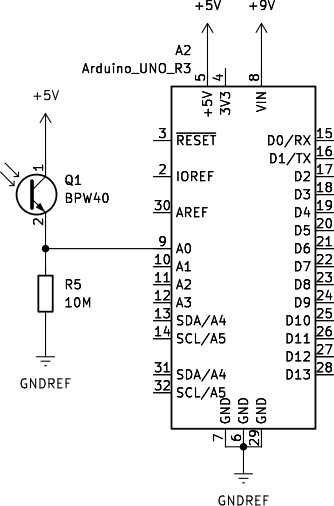 +5V +9V
A2
Arduino_UNO_R3
5 4 8
+5V 3V3 VIN
+5V
1
Q1
BPW40
2
R5
10M
GNDREF
3 RESET D0/RX 15
D1/TX 16
2 IOREF D2 17
D3 18
30 AREF D4 19
D5 20
9 A0 D6 21
10 A1 D7 22
11 A2 D8 23
12 A3 D9 24
13 SDA/A4 D10 25
14 SCL/A5 D11 26
D12 27
31 SDA/A4 D13 28
32 SCL/A5
GND GND GND
7 6 29
GNDREF